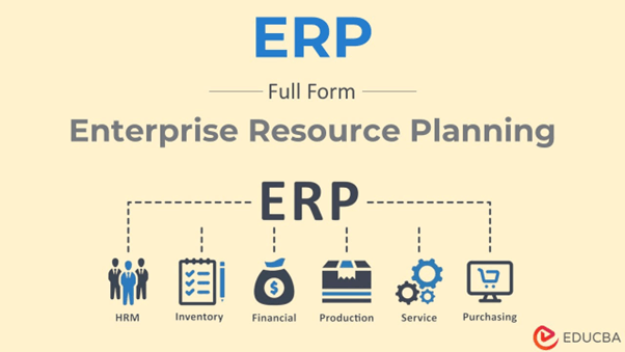 ERP
Full Form
Enterprise Resource Planning
ERP
HRM Inventory Financial Production Service Purchasing
EDUCBA